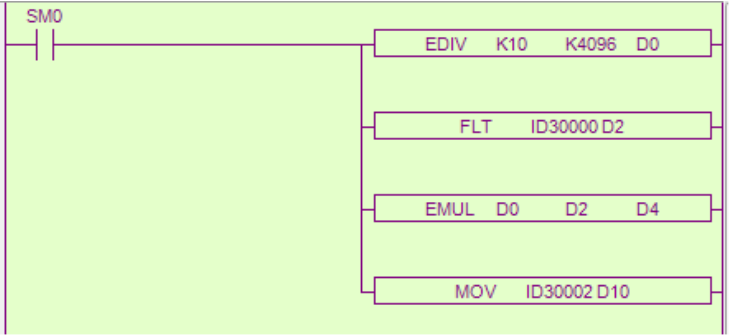 SM0
EDIV K10 K4096 D0
FLT ID30000 D2
EMUL D0 D2 D4
MOV ID30002 D10